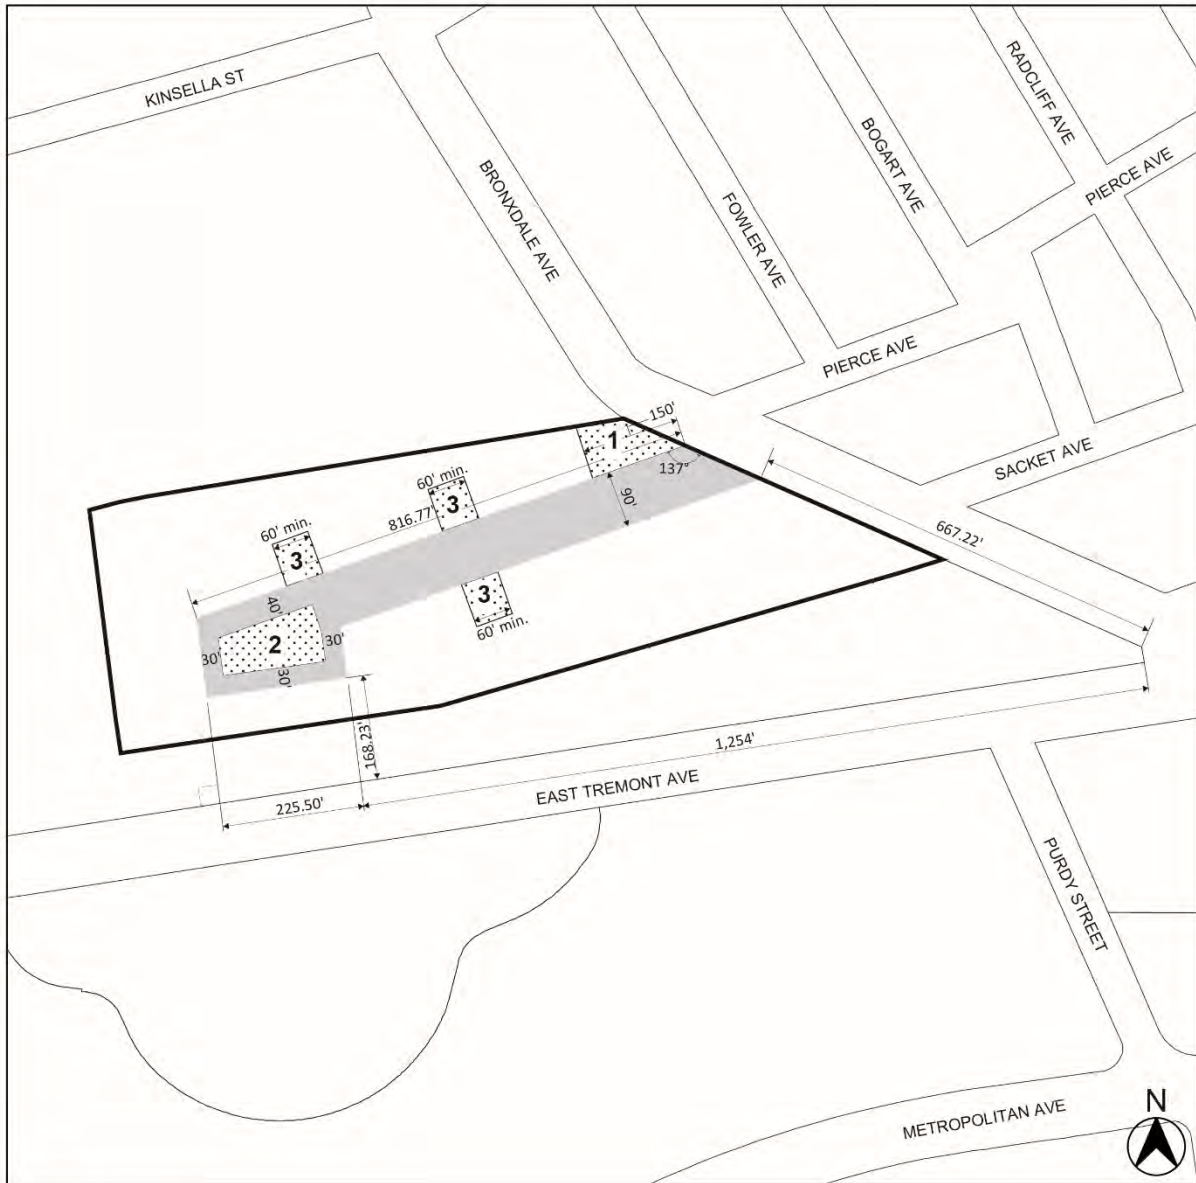 KINSELLA ST
BRONXDALE AVE
FOWLER AVE
BOGART AVE
RADCLIFF AVE
PIERCE AVE
PIERCE AVE
SACKET AVE
150'
1
137°
90'
667.22'
60' min.
3
816.77'
60' min.
3
3
60' min.
40'
2
30'
30'
30'
168.23'
225.50'
1,254'
EAST TREMONT AVE
PURDY STREET
METROPOLITAN AVE
N